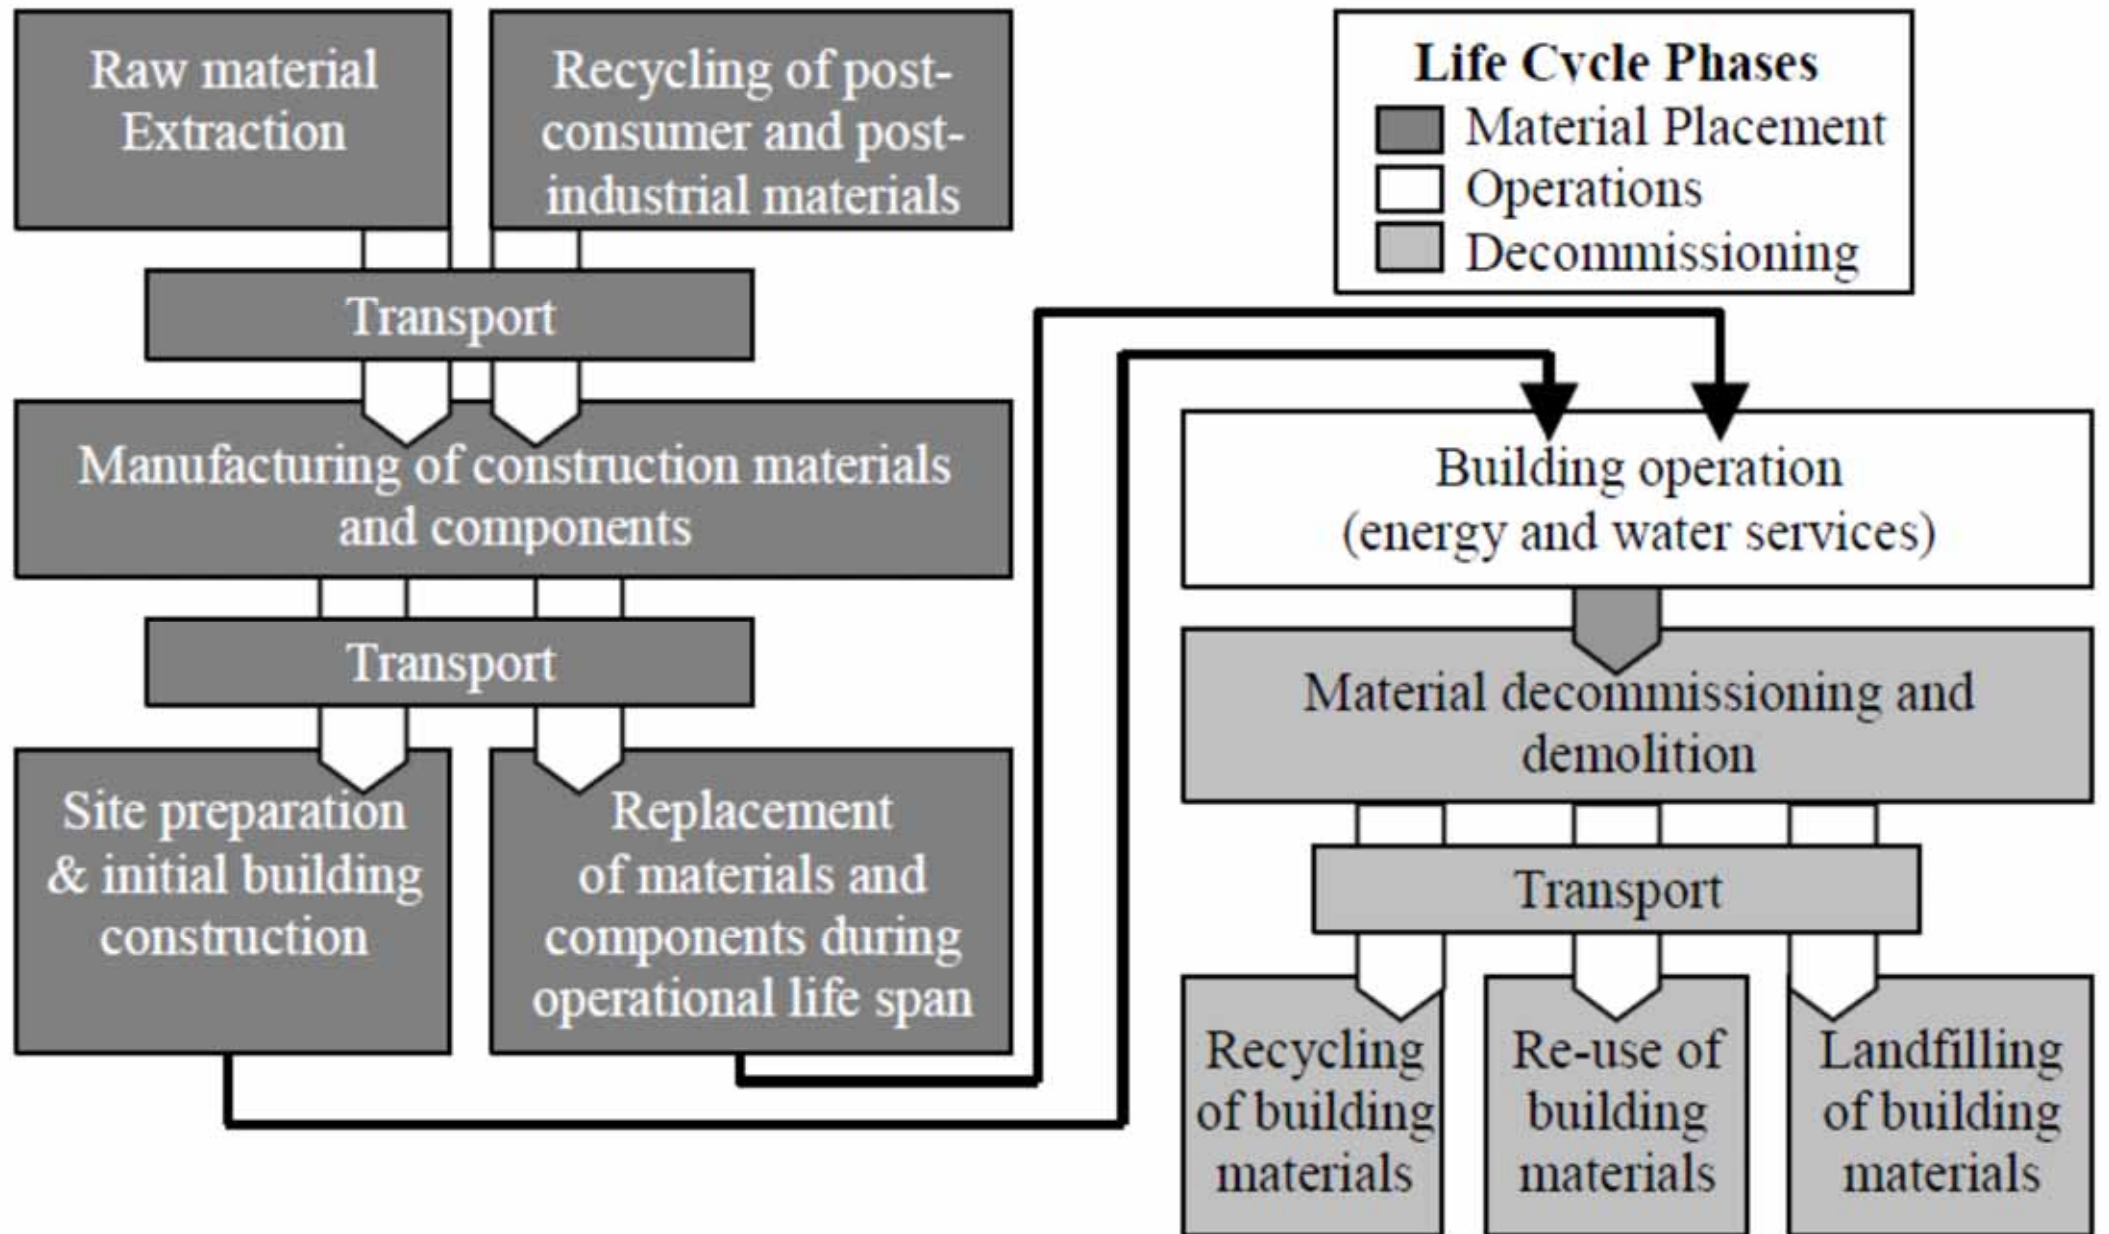 Raw material
Extraction
Recycling of post-
consumer and post-
industrial materials
Transport
Manufacturing of construction materials
and components
Transport
Site preparation
& initial building
construction
Replacement
of materials and
components during
operational life span
Life Cycle Phases
Material Placement
Operations
Decommissioning
Building operation
(energy and water services)
Material decommissioning and
demolition
Transport
Recycling
of building
materials
Re-use of
building
materials
Landfilling
of building
materials